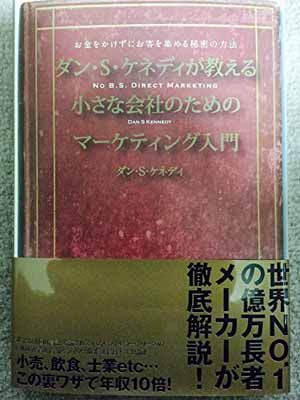 お金をかけずにお客を集める秘密の方法
ダン・S・ケネディが教える
NO B.S. DIRECT MARKETING
小さな会社のための
DAN S KENNEDY
マーケティング入門
ダン・S・ケネディ
世界NO.1
の億万長者
メーカーが
徹底解説!
小売、飲食、士業etc…
この裏ワザで年収10倍!